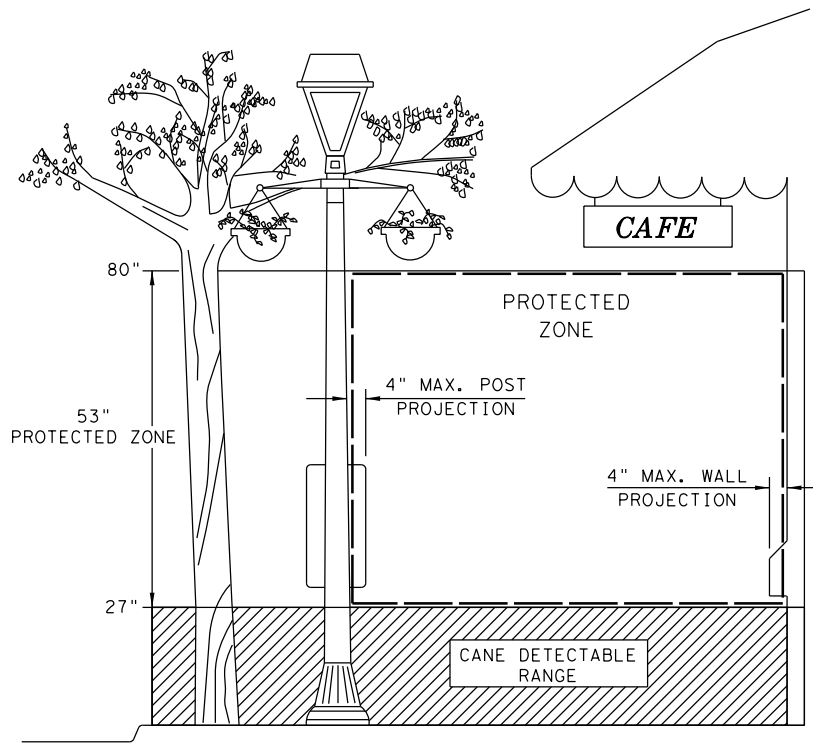 CAFE
80"
PROTECTED
ZONE
4" MAX. POST
PROJECTION
53"
PROTECTED ZONE
4" MAX. WALL
PROJECTION
27"
CANE DETECTABLE
RANGE